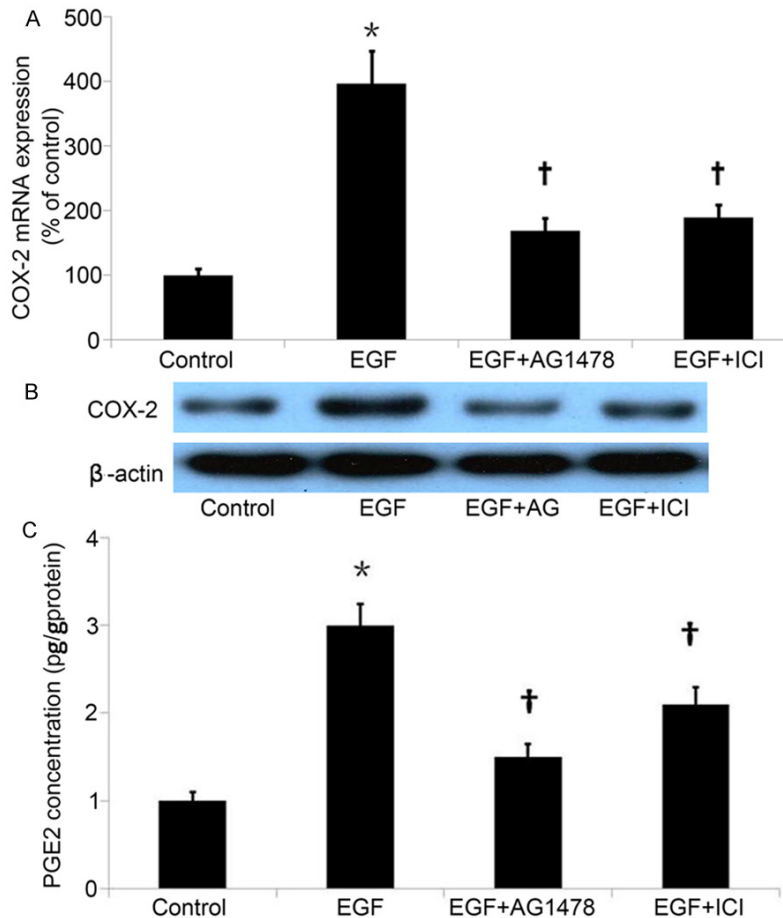 A
500
400
300
200
100
0
COX-2 mRNA expression
(% of control)
*
†
†
Control EGF EGF+AG1478 EGF+ICI
B
COX-2
β-actin
Control EGF EGF+AG EGF+ICI
C
4
3
2
1
0
PGE2 concentration (pg/gprotein)
*
†
†
Control EGF EGF+AG1478 EGF+ICI